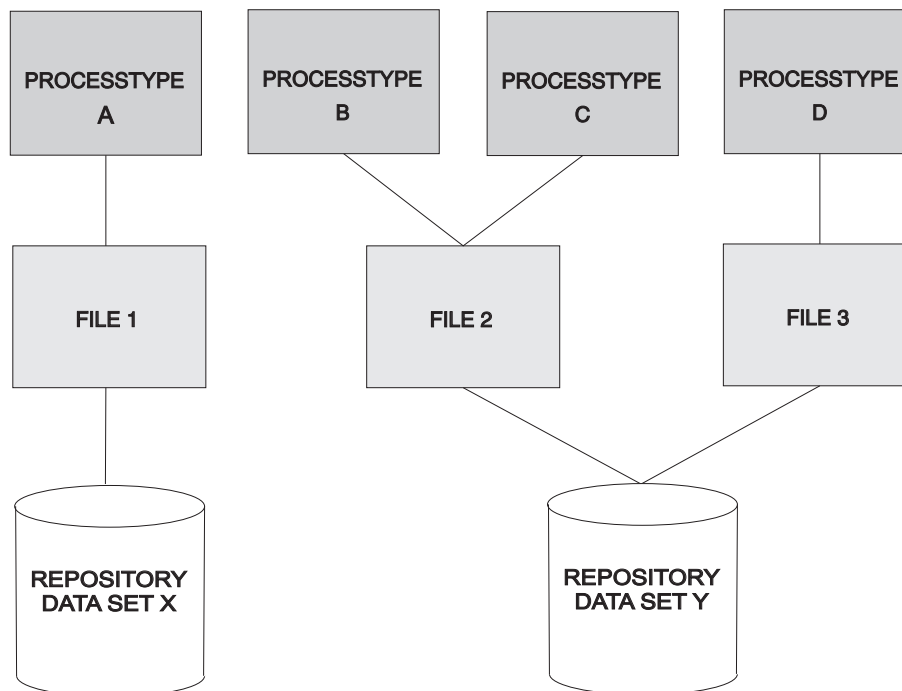 PROCESSTYPE
A
PROCESSTYPE
B
PROCESSTYPE
C
PROCESSTYPE
D
FILE 1
FILE 2
FILE 3
REPOSITORY
DATA SET X
REPOSITORY
DATA SET Y